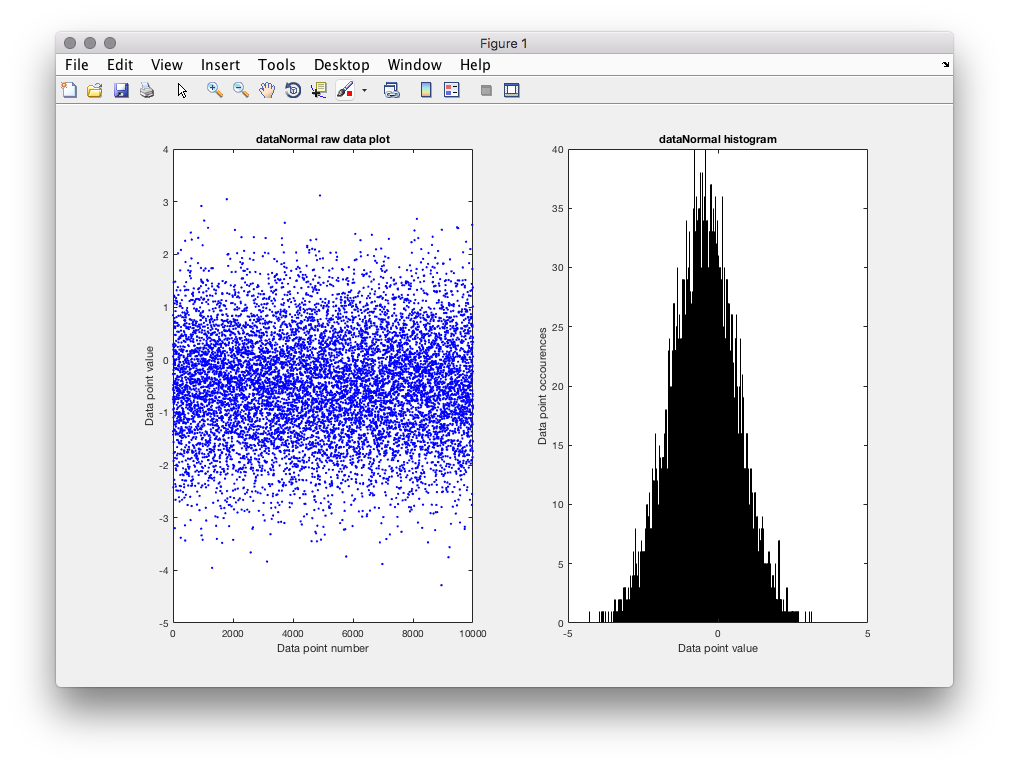 Figure 1
File Edit View Insert Tools Desktop Window Help
dataNormal raw data plot
4
3
2
1
0
-1
-2
-3
-4
-5
0 2000 4000 6000 8000 10000
Data point number
Data point value
dataNormal histogram
40
35
30
25
20
15
10
5
0
-5 0 5
Data point value
Data point occourences